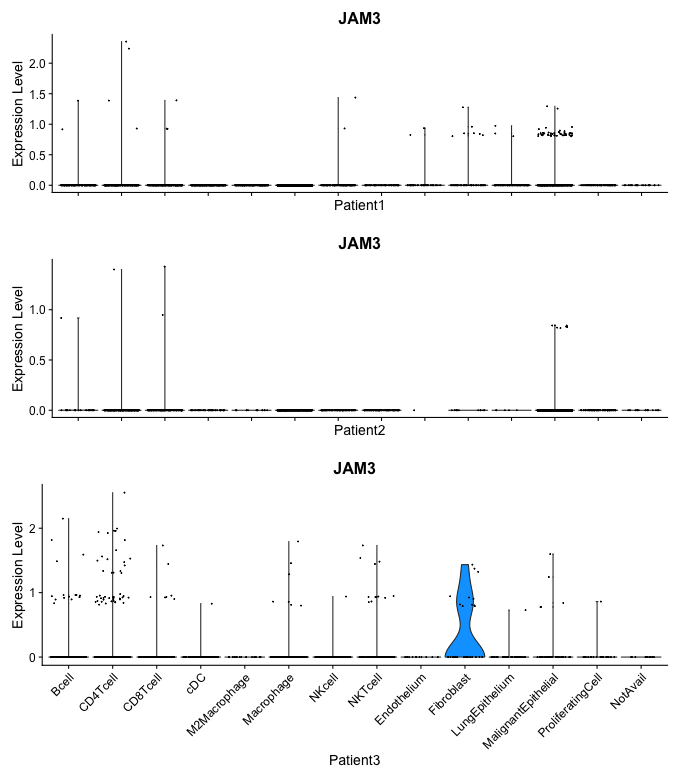 JAM3
Expression Level
2.0
1.5
1.0
0.5
0.0
Patient1
JAM3
Expression Level
1.0
0.5
0.0
Patient2
JAM3
Expression Level
2
1
0
Bcell
CD4Tcell
CD8Tcell
cDC
M2Macrophage
Macrophage
NKcell
NKTcell
Endothelium
Fibroblast
LungEpithelium
MalignantEpithelial
ProliferatingCell
NotAvail
Patient3